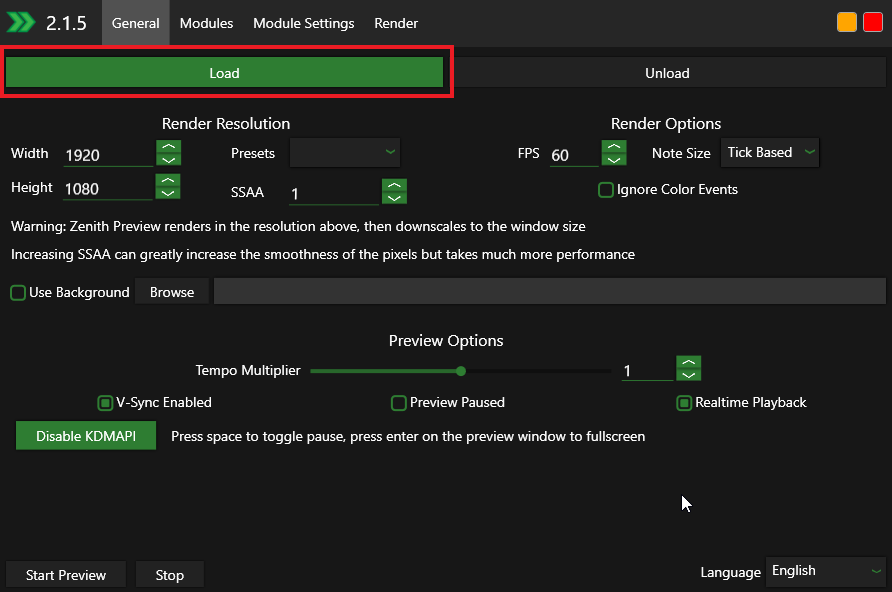 2.1.5 General Modules Module Settings Render
Load Unload
Render Resolution Render Options
Width 1920 Presets FPS 60 Note Size Tick Based
Height 1080 SSAA 1 Ignore Color Events
Warning: Zenith Preview renders in the resolution above, then downscales to the window size
Increasing SSAA can greatly increase the smoothness of the pixels but takes much more performance
Use Background Browse
Preview Options
Tempo Multiplier 1
V-Sync Enabled Preview Paused Realtime Playback
Disable KDMAPI Press space to toggle pause, press enter on the preview window to fullscreen
Start Preview Stop Language English